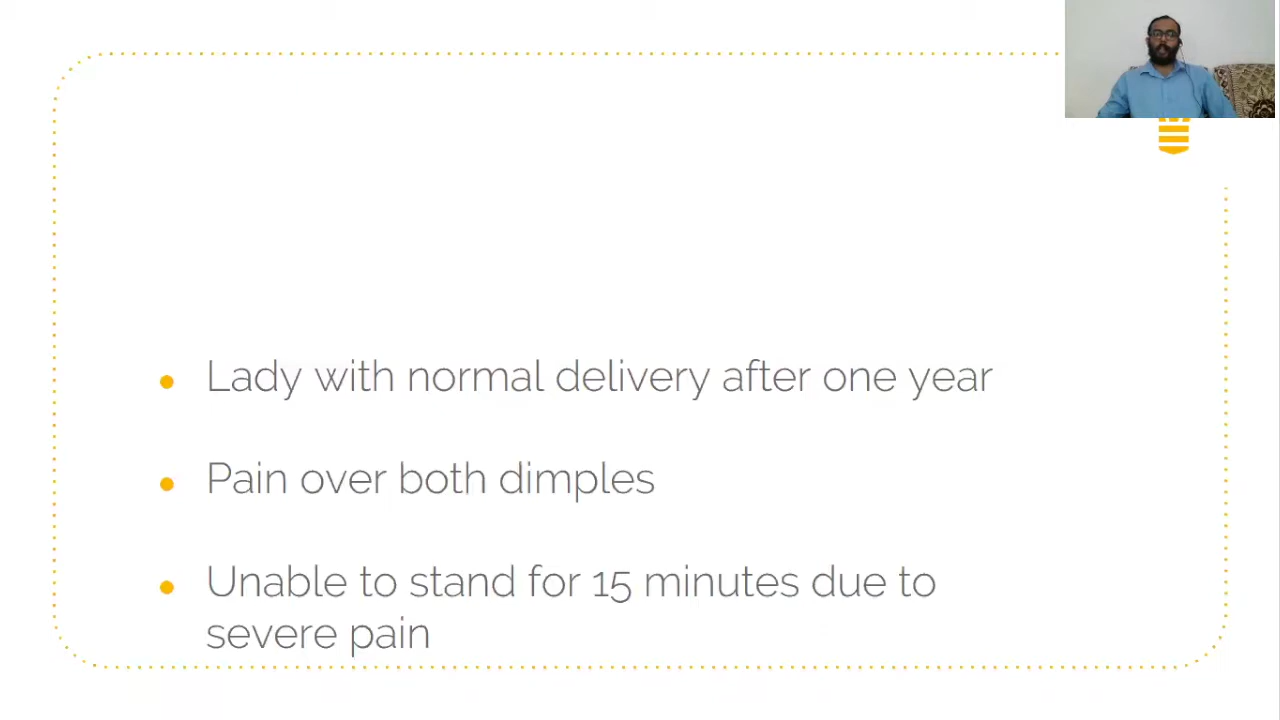 Lady with normal delivery after one year
Pain over both dimples
Unable to stand for 15 minutes due to
severe pain